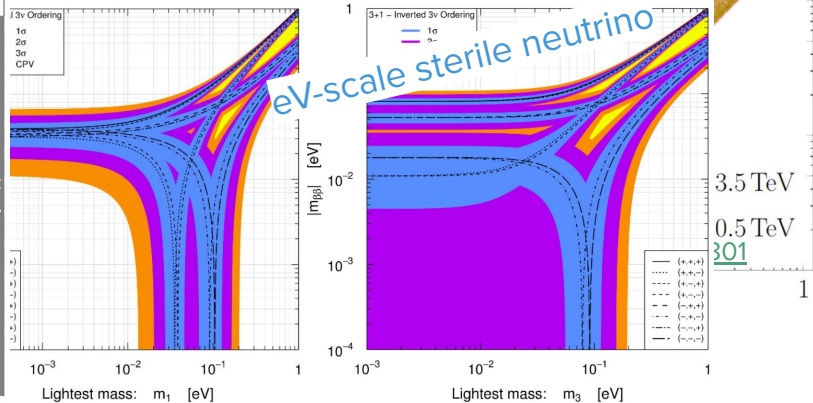 3ν Ordering
1σ
2σ
3σ
CPV
10⁻³
10⁻²
10⁻¹
1
Lightest mass: m₁ [eV]
eV-scale sterile neutrino
3+1 − Inverted 3ν Ordering
1σ
|mββ| [eV]
1
10⁻²
10⁻³
10⁻⁴
10⁻³
10⁻²
10⁻¹
1
Lightest mass: m₃ [eV]
(+,+,+)
(+,+,−)
(+,−,+)
(+,−,−)
(−,+,+)
(−,+,−)
(−,−,+)
(−,−,−)
3.5 TeV
0.5 TeV
301
1